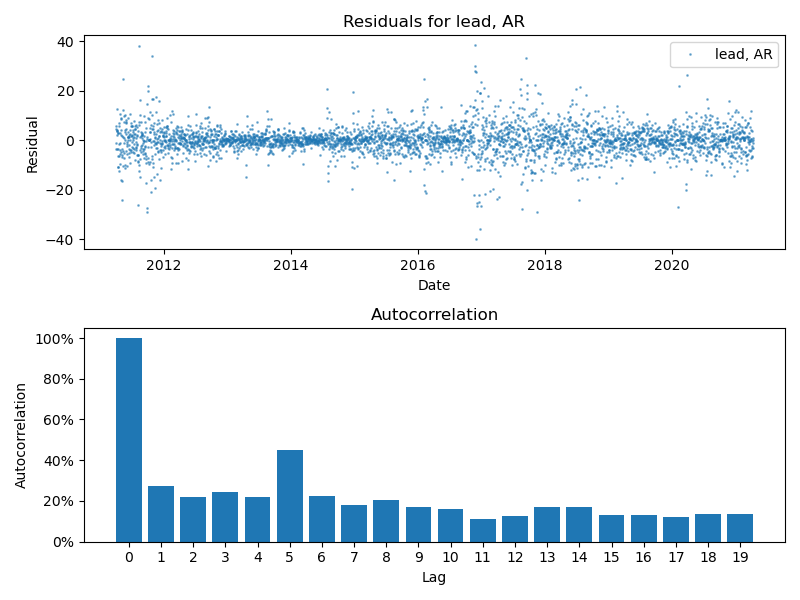 Residuals for lead, AR
40
20
0
−20
−40
Residual
lead, AR
2012 2014 2016 2018 2020
Date
Autocorrelation
100%
80%
60%
40%
20%
0%
Autocorrelation
0 1 2 3 4 5 6 7 8 9 10 11 12 13 14 15 16 17 18 19
Lag